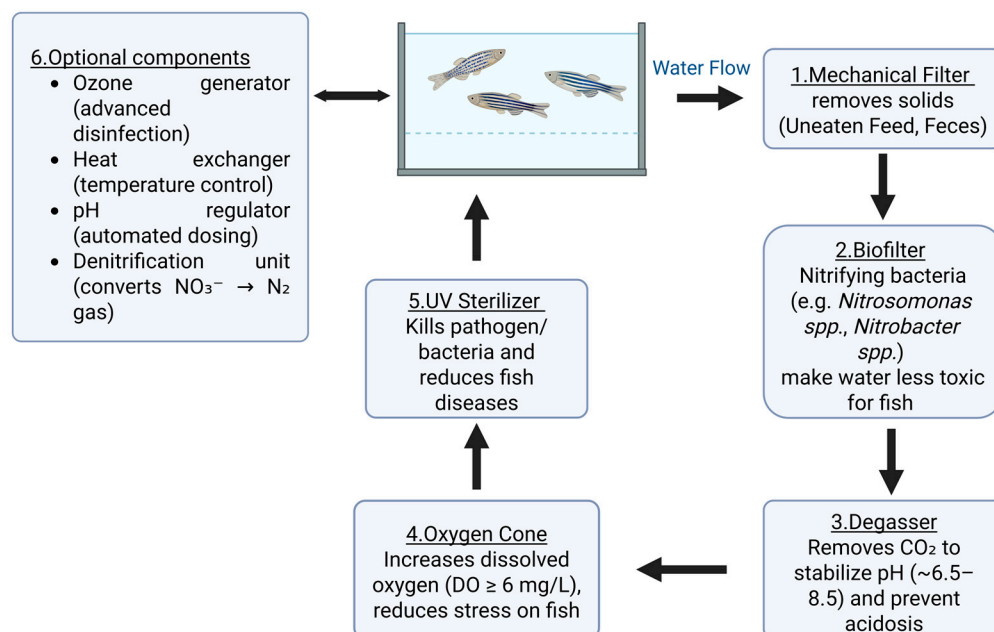 6.Optional components
• Ozone generator
(advanced
disinfection)
• Heat exchanger
(temperature control)
• pH regulator
(automated dosing)
• Denitrification unit
(converts NO₃⁻ → N₂
gas)
Water Flow
1.Mechanical Filter
removes solids
(Uneaten Feed, Feces)
2.Biofilter
Nitrifying bacteria
(e.g. Nitrosomonas
spp., Nitrobacter
spp.)
make water less toxic
for fish
3.Degasser
Removes CO₂ to
stabilize pH (~6.5–
8.5) and prevent
acidosis
4.Oxygen Cone
Increases dissolved
oxygen (DO ≥ 6 mg/L),
reduces stress on fish
5.UV Sterilizer
Kills pathogen/
bacteria and
reduces fish
diseases